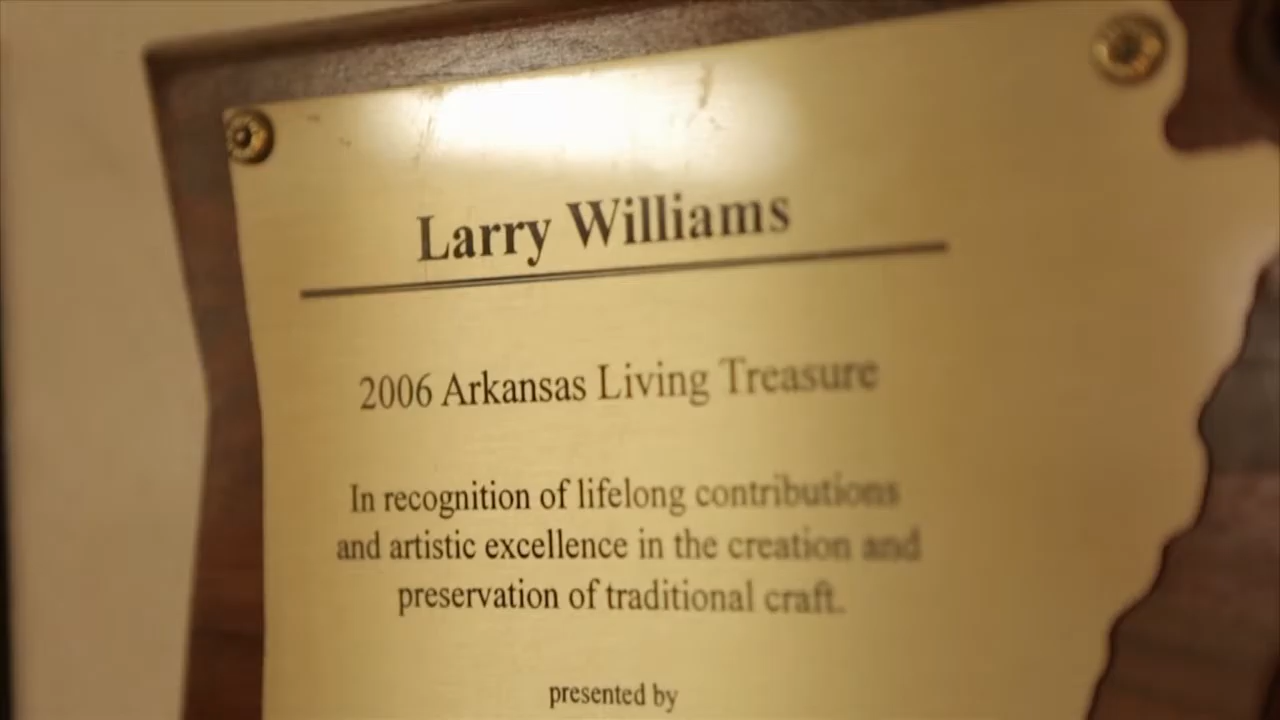 Larry Williams
2006 Arkansas Living Treasure
In recognition of lifelong contributions
and artistic excellence in the creation and
preservation of traditional craft.
presented by